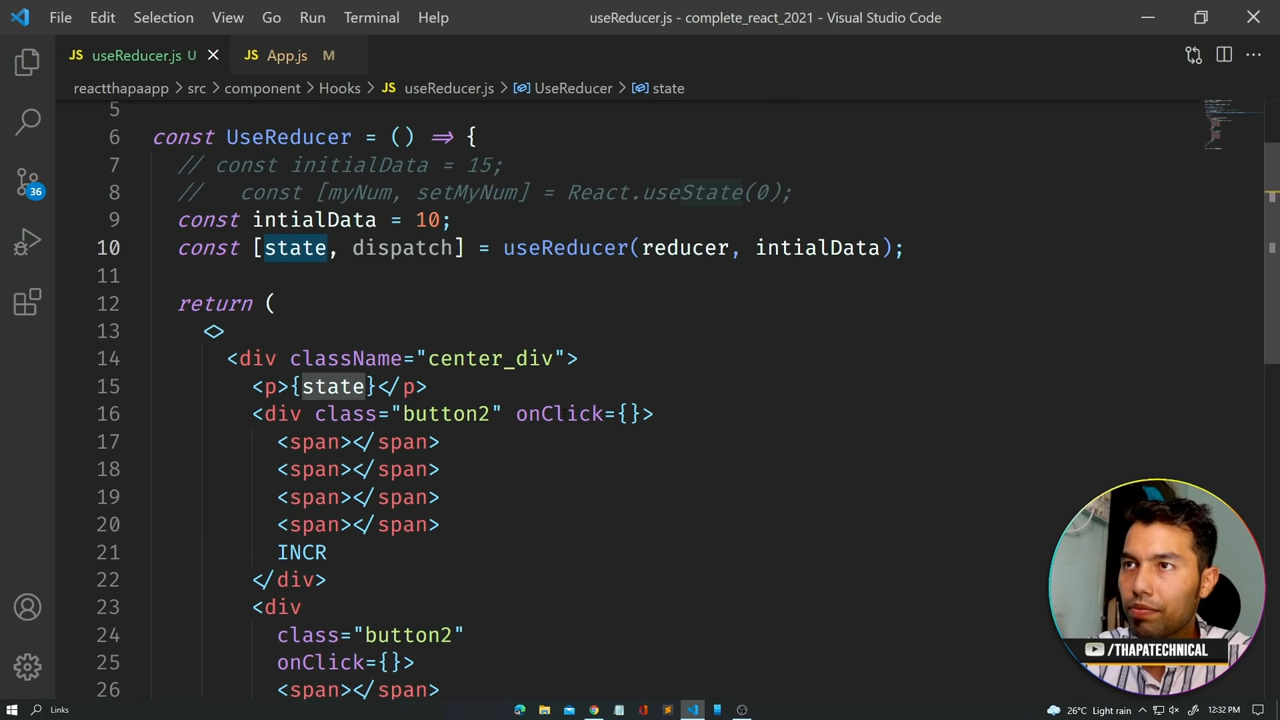 File Edit Selection View Go Run Terminal Help useReducer.js - complete_react_2021 - Visual Studio Code
JS useReducer.js U JS App.js M
reactthapaapp > src > component > Hooks > JS useReducer.js > UseReducer > state
5
6 const UseReducer = () => {
7 // const initialData = 15;
8 //   const [myNum, setMyNum] = React.useState(0);
9 const intialData = 10;
10 const [state, dispatch] = useReducer(reducer, intialData);
11
12 return (
13 <>
14 <div className="center_div">
15 <p>{state}</p>
16 <div class="button2" onClick={}>
17 <span></span>
18 <span></span>
19 <span></span>
20 <span></span>
21 INCR
22 </div>
23 <div
24 class="button2"
25 onClick={}>
26 <span></span>
36
/THAPATECHNICAL
Links 26°C Light rain 12:32 PM